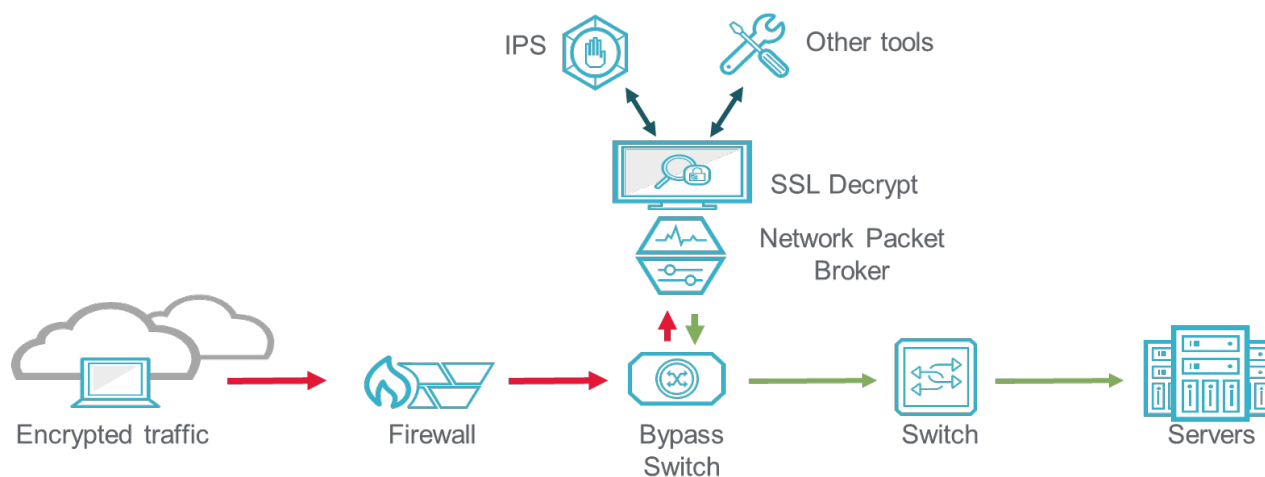 IPS
Other tools
SSL Decrypt
Network Packet
Broker
Encrypted traffic
Firewall
Bypass
Switch
Switch
Servers